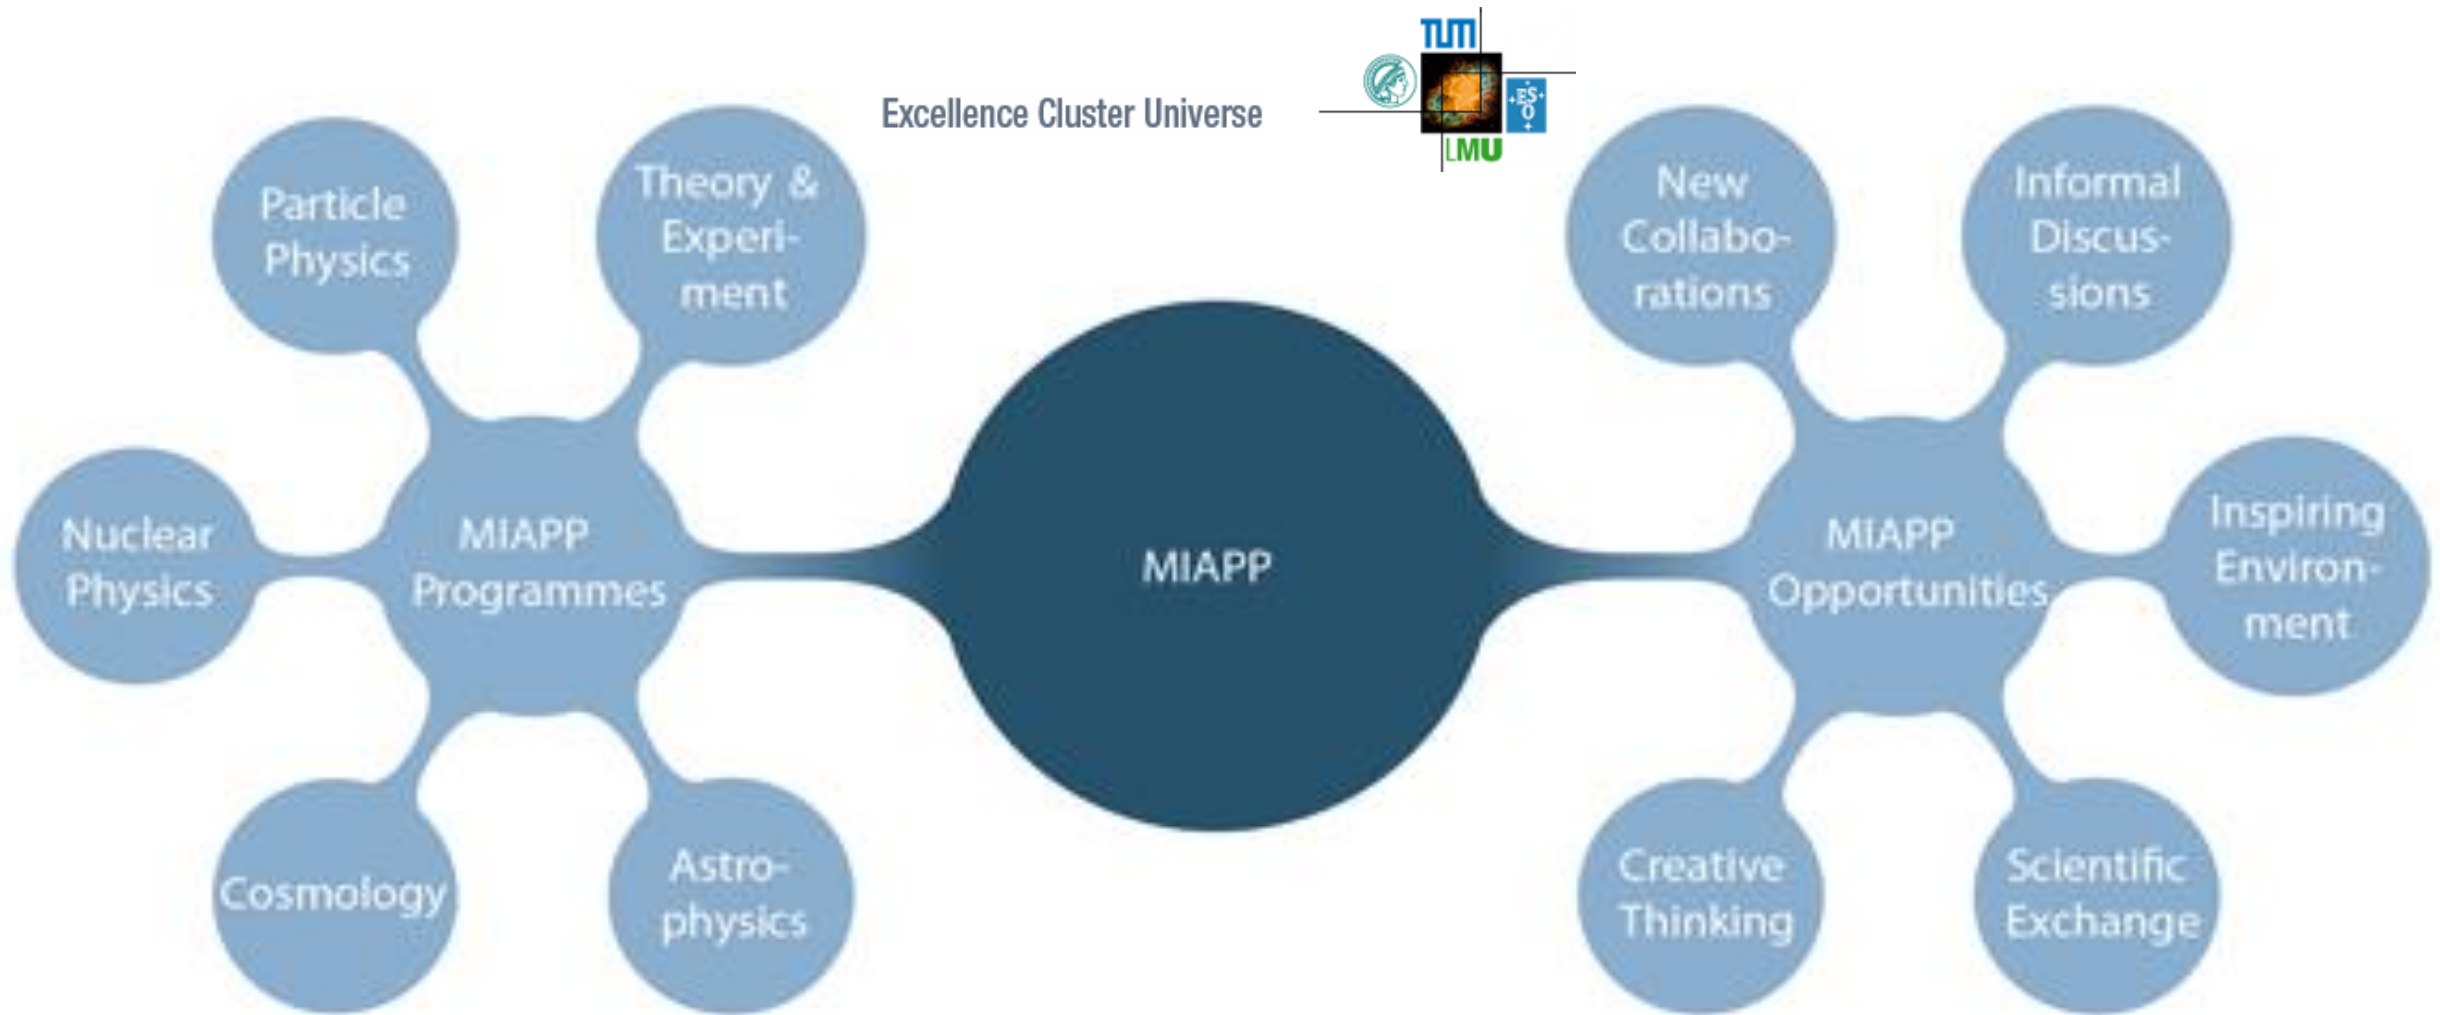 Excellence Cluster Universe
TUM
ESO
LMU
Particle
Physics
Theory &
Experi-
ment
Nuclear
Physics
MIAPP
Programmes
Cosmology
Astro-
physics
MIAPP
New
Collabo-
rations
Informal
Discus-
sions
MIAPP
Opportunities
Inspiring
Environ-
ment
Creative
Thinking
Scientific
Exchange